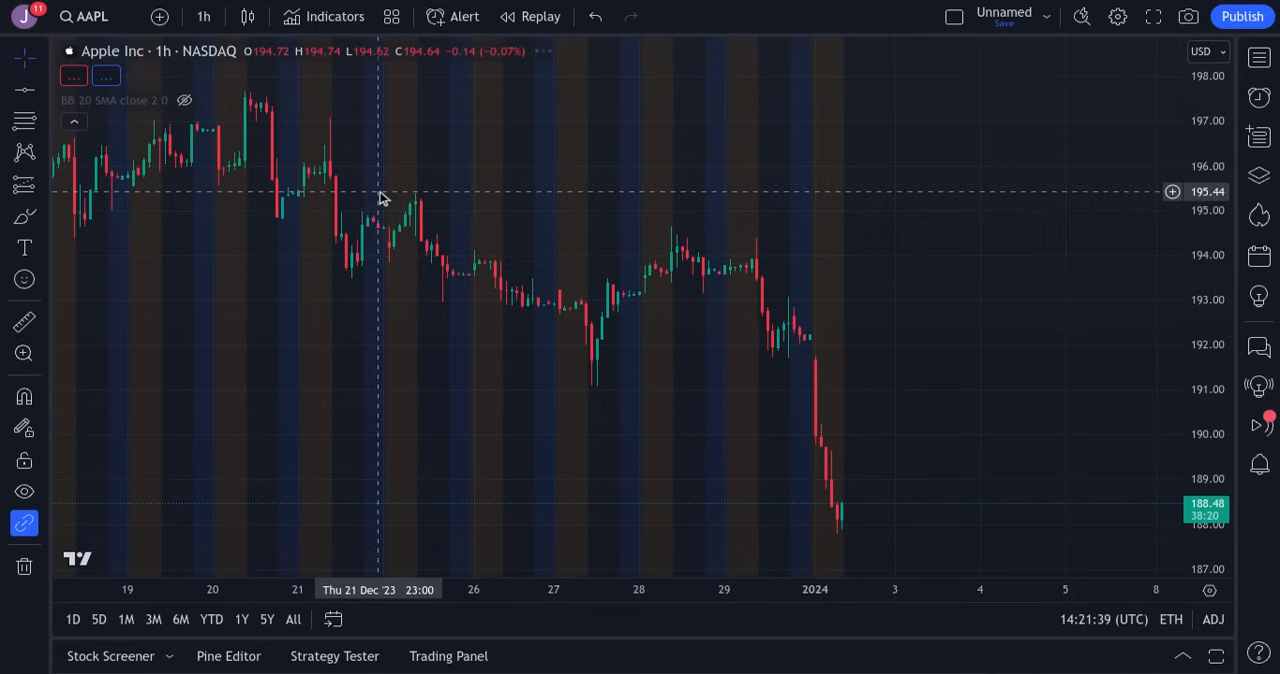 J 11 AAPL 1h Indicators Alert Replay Unnamed Save Publish
Apple Inc · 1h · NASDAQ O194.72 H194.74 L194.62 C194.64 −0.14 (−0.07%) USD
... ...
BB 20 SMA close 2 0
198.00
197.00
196.00
195.44
195.00
194.00
193.00
192.00
191.00
190.00
189.00
188.48
38:20
188.00
187.00
19 20 21 Thu 21 Dec '23 23:00 26 27 28 29 2024 3 4 5 8
1D 5D 1M 3M 6M YTD 1Y 5Y All 14:21:39 (UTC) ETH ADJ
Stock Screener Pine Editor Strategy Tester Trading Panel